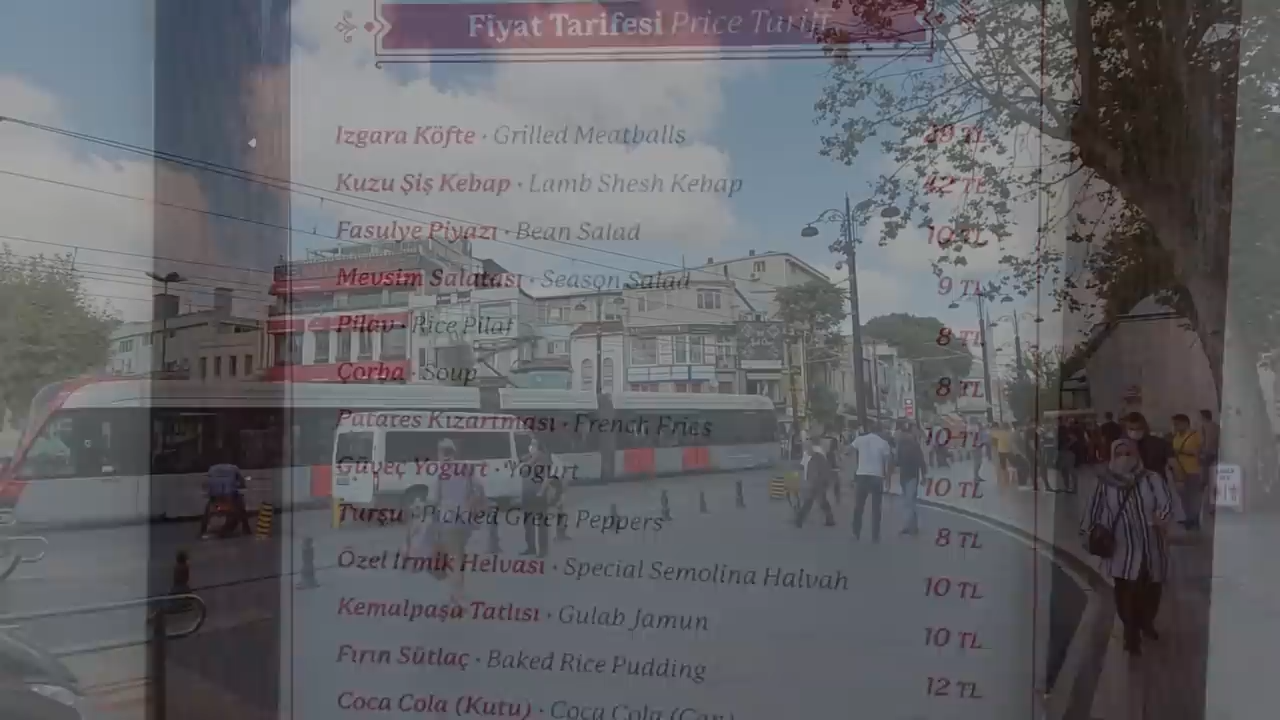 Fiyat Tarifesi Price Tariff
Izgara Köfte · Grilled Meatballs 39 TL
Kuzu Şiş Kebap · Lamb Shesh Kebap 42 TL
Fasulye Piyazı · Bean Salad 10 TL
Mevsim Salatası · Season Salad 9 TL
Pilav · Rice Pilaf 8 TL
Çorba · Soup 8 TL
Patates Kızartması · French Fries 10 TL
Güveç Yoğurt · Yogurt 10 TL
Turşu · Pickled Green Peppers 8 TL
Özel İrmik Helvası · Special Semolina Halvah 10 TL
Kemalpaşa Tatlısı · Gulab Jamun 10 TL
Fırın Sütlaç · Baked Rice Pudding 12 TL
Coca Cola (Kutu) · Coca Cola (Can)